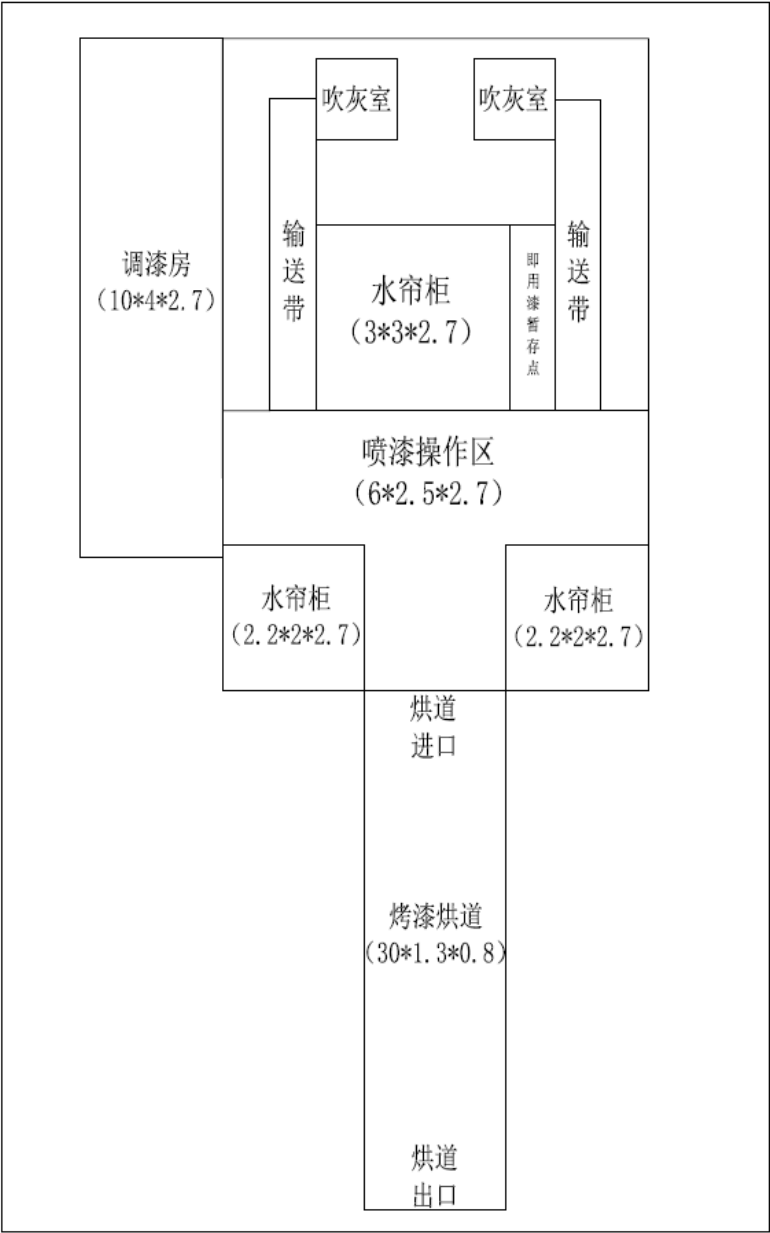 吹灰室
吹灰室
输送带
输送带
调漆房
(10*4*2.7)
水帘柜
(3*3*2.7)
即用漆暂存点
喷漆操作区
(6*2.5*2.7)
水帘柜
(2.2*2*2.7)
水帘柜
(2.2*2*2.7)
烘道
进口
烤漆烘道
(30*1.3*0.8)
烘道
出口